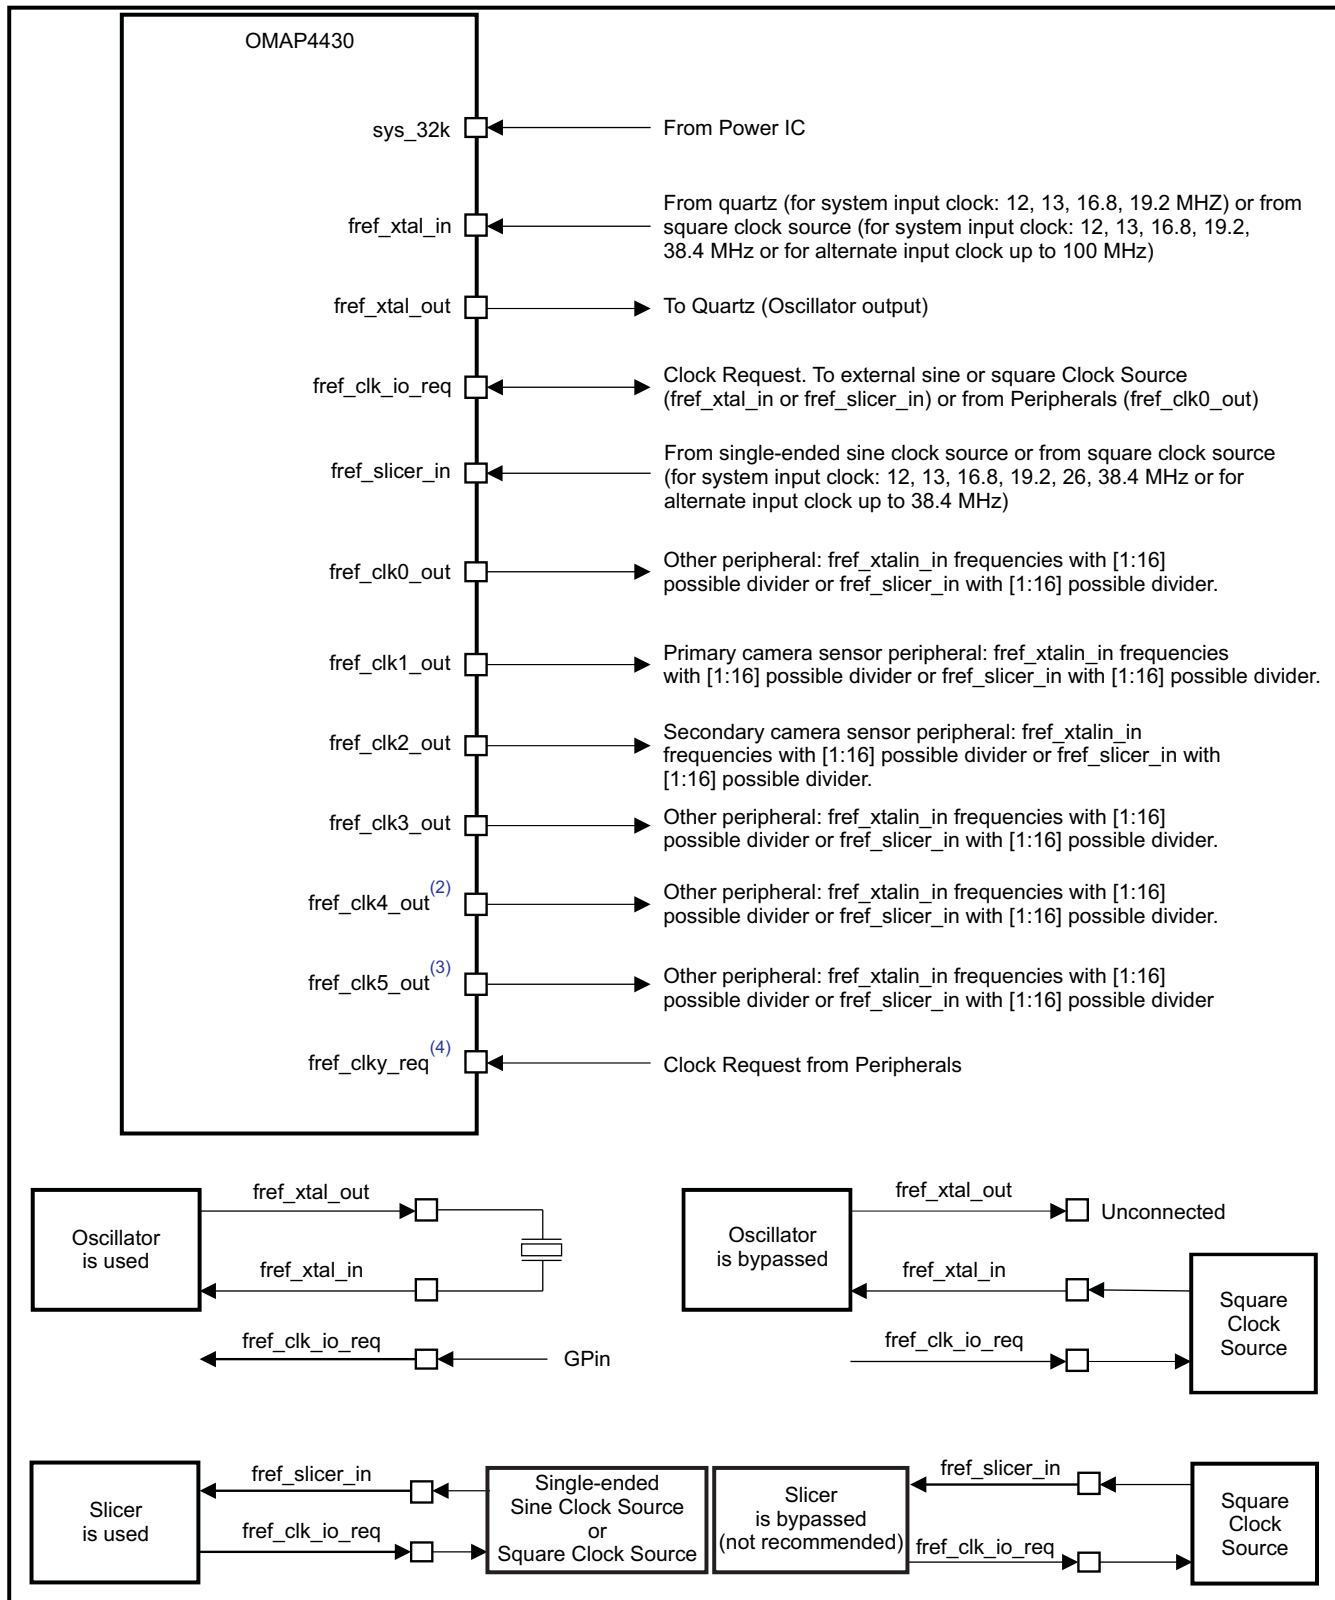 OMAP4430
sys_32k
From Power IC
fref_xtal_in
From quartz (for system input clock: 12, 13, 16.8, 19.2 MHZ) or from
square clock source (for system input clock: 12, 13, 16.8, 19.2,
38.4 MHz or for alternate input clock up to 100 MHz)
fref_xtal_out
To Quartz (Oscillator output)
fref_clk_io_req
Clock Request. To external sine or square Clock Source
(fref_xtal_in or fref_slicer_in) or from Peripherals (fref_clk0_out)
fref_slicer_in
From single-ended sine clock source or from square clock source
(for system input clock: 12, 13, 16.8, 19.2, 26, 38.4 MHz or for
alternate input clock up to 38.4 MHz)
fref_clk0_out
Other peripheral: fref_xtalin_in frequencies with [1:16]
possible divider or fref_slicer_in with [1:16] possible divider.
fref_clk1_out
Primary camera sensor peripheral: fref_xtalin_in frequencies
with [1:16] possible divider or fref_slicer_in with [1:16] possible divider.
fref_clk2_out
Secondary camera sensor peripheral: fref_xtalin_in
frequencies with [1:16] possible divider or fref_slicer_in with
[1:16] possible divider.
fref_clk3_out
Other peripheral: fref_xtalin_in frequencies with [1:16]
possible divider or fref_slicer_in with [1:16] possible divider.
fref_clk4_out(2)
Other peripheral: fref_xtalin_in frequencies with [1:16]
possible divider or fref_slicer_in with [1:16] possible divider.
fref_clk5_out(3)
Other peripheral: fref_xtalin_in frequencies with [1:16]
possible divider or fref_slicer_in with [1:16] possible divider
fref_clky_req(4)
Clock Request from Peripherals
Oscillator
is used
fref_xtal_out
fref_xtal_in
fref_clk_io_req
GPin
Oscillator
is bypassed
fref_xtal_out
Unconnected
fref_xtal_in
fref_clk_io_req
Square
Clock
Source
Slicer
is used
fref_slicer_in
fref_clk_io_req
Single-ended
Sine Clock Source
or
Square Clock Source
Slicer
is bypassed
(not recommended)
fref_slicer_in
fref_clk_io_req
Square
Clock
Source